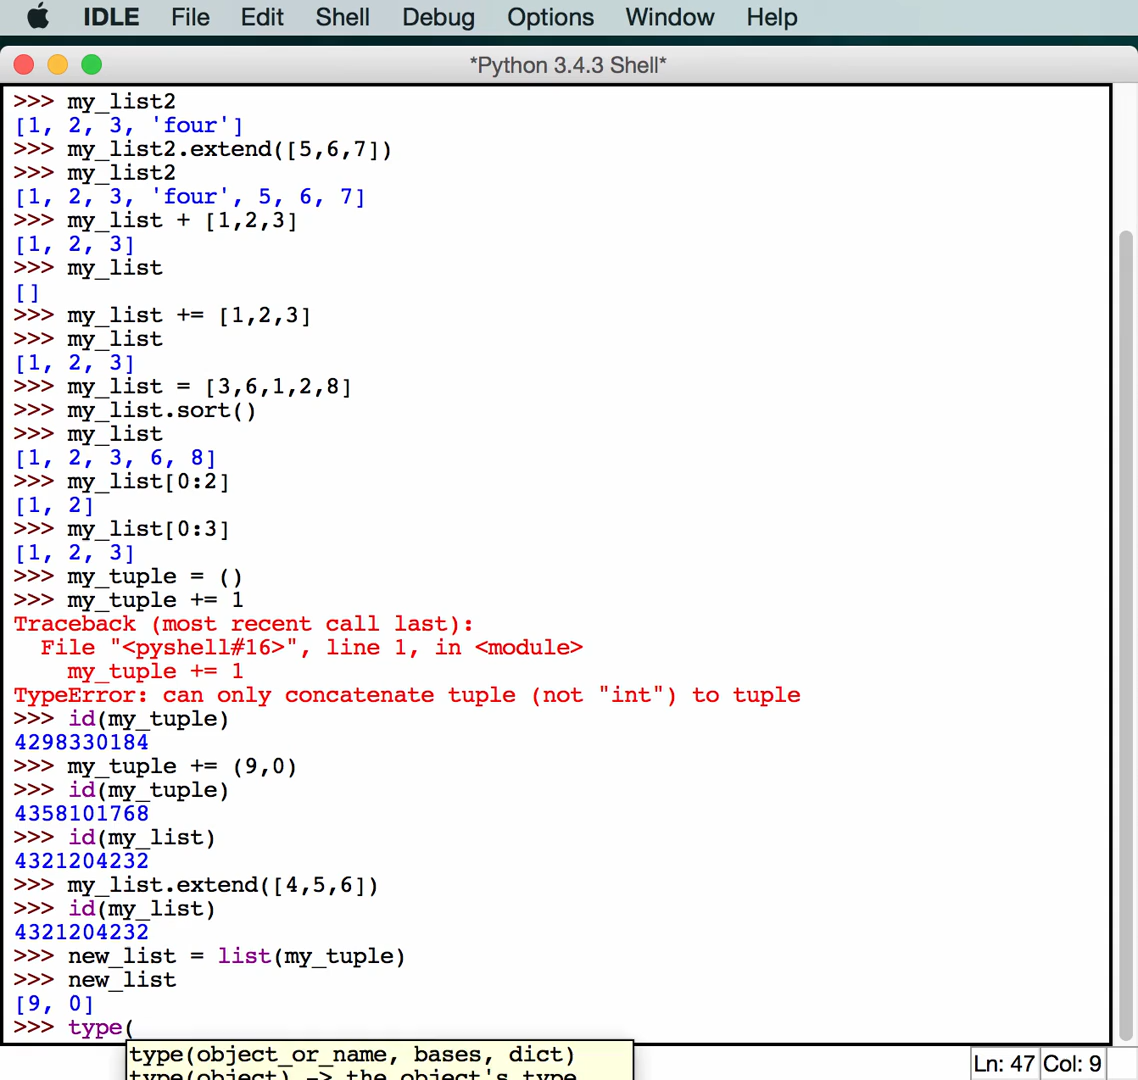 IDLE File Edit Shell Debug Options Window Help
*Python 3.4.3 Shell*
>>> my_list2
[1, 2, 3, 'four']
>>> my_list2.extend([5,6,7])
>>> my_list2
[1, 2, 3, 'four', 5, 6, 7]
>>> my_list + [1,2,3]
[1, 2, 3]
>>> my_list
[]
>>> my_list += [1,2,3]
>>> my_list
[1, 2, 3]
>>> my_list = [3,6,1,2,8]
>>> my_list.sort()
>>> my_list
[1, 2, 3, 6, 8]
>>> my_list[0:2]
[1, 2]
>>> my_list[0:3]
[1, 2, 3]
>>> my_tuple = ()
>>> my_tuple += 1
Traceback (most recent call last):
  File "<pyshell#16>", line 1, in <module>
    my_tuple += 1
TypeError: can only concatenate tuple (not "int") to tuple
>>> id(my_tuple)
4298330184
>>> my_tuple += (9,0)
>>> id(my_tuple)
4358101768
>>> id(my_list)
4321204232
>>> my_list.extend([4,5,6])
>>> id(my_list)
4321204232
>>> new_list = list(my_tuple)
>>> new_list
[9, 0]
>>> type(
type(object_or_name, bases, dict)
type(object) -> the object's type
Ln: 47 Col: 9